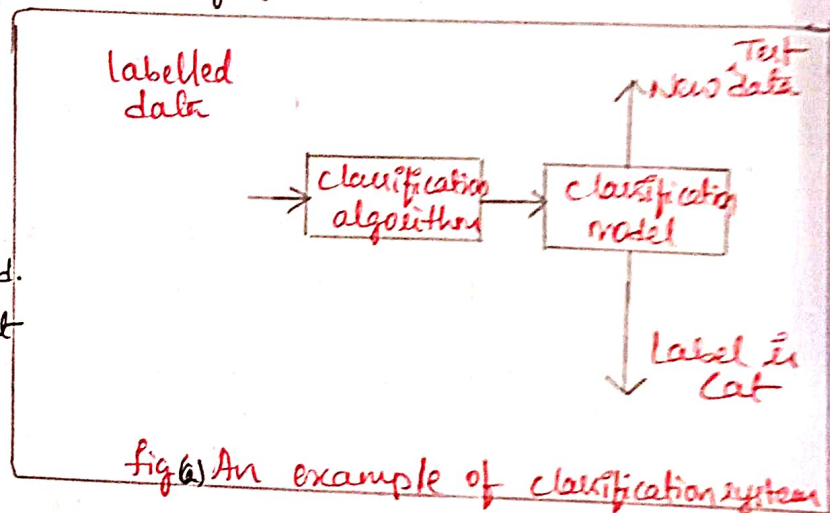 labelled
data
Test
New data
classification
algorithm
classification
model
d.
t
Label is
Cat
fig(a) An example of classification system